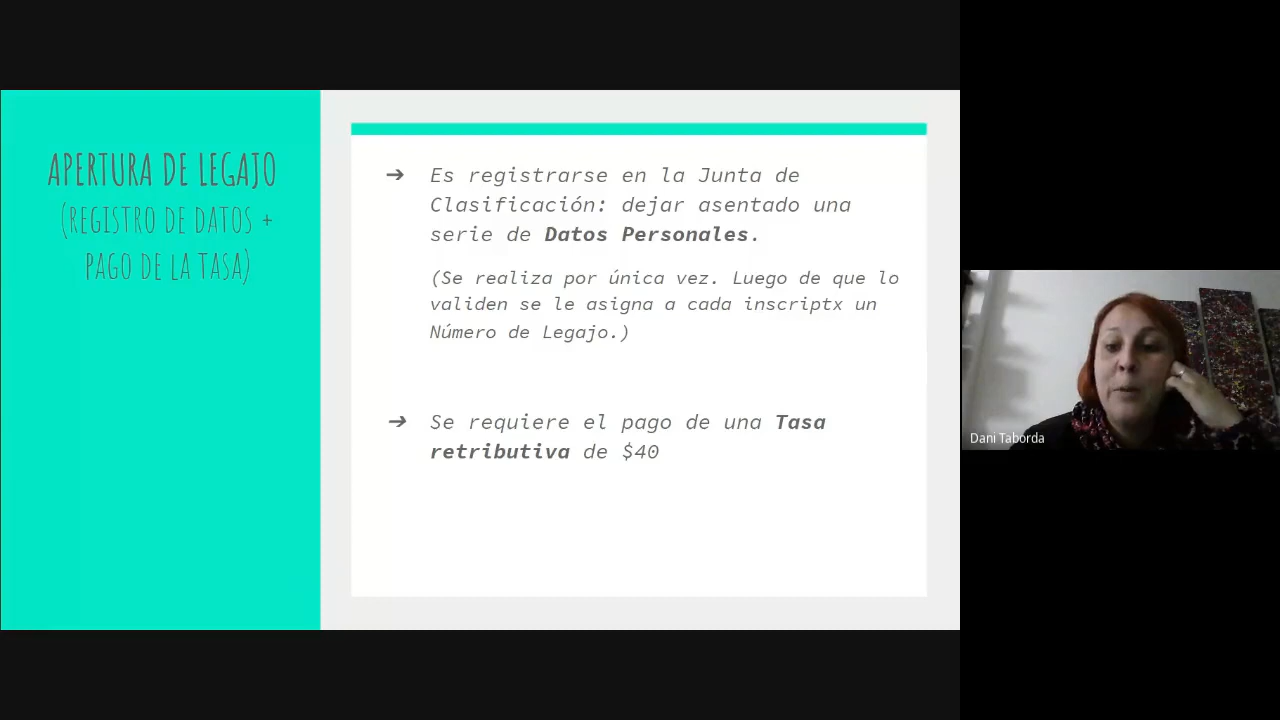 APERTURA DE LEGAJO
(REGISTRO DE DATOS +
PAGO DE LA TASA)
➔ Es registrarse en la Junta de
Clasificación: dejar asentado una
serie de Datos Personales.
(Se realiza por única vez. Luego de que lo
validen se le asigna a cada inscriptx un
Número de Legajo.)
➔ Se requiere el pago de una Tasa
retributiva de $40
Dani Taborda